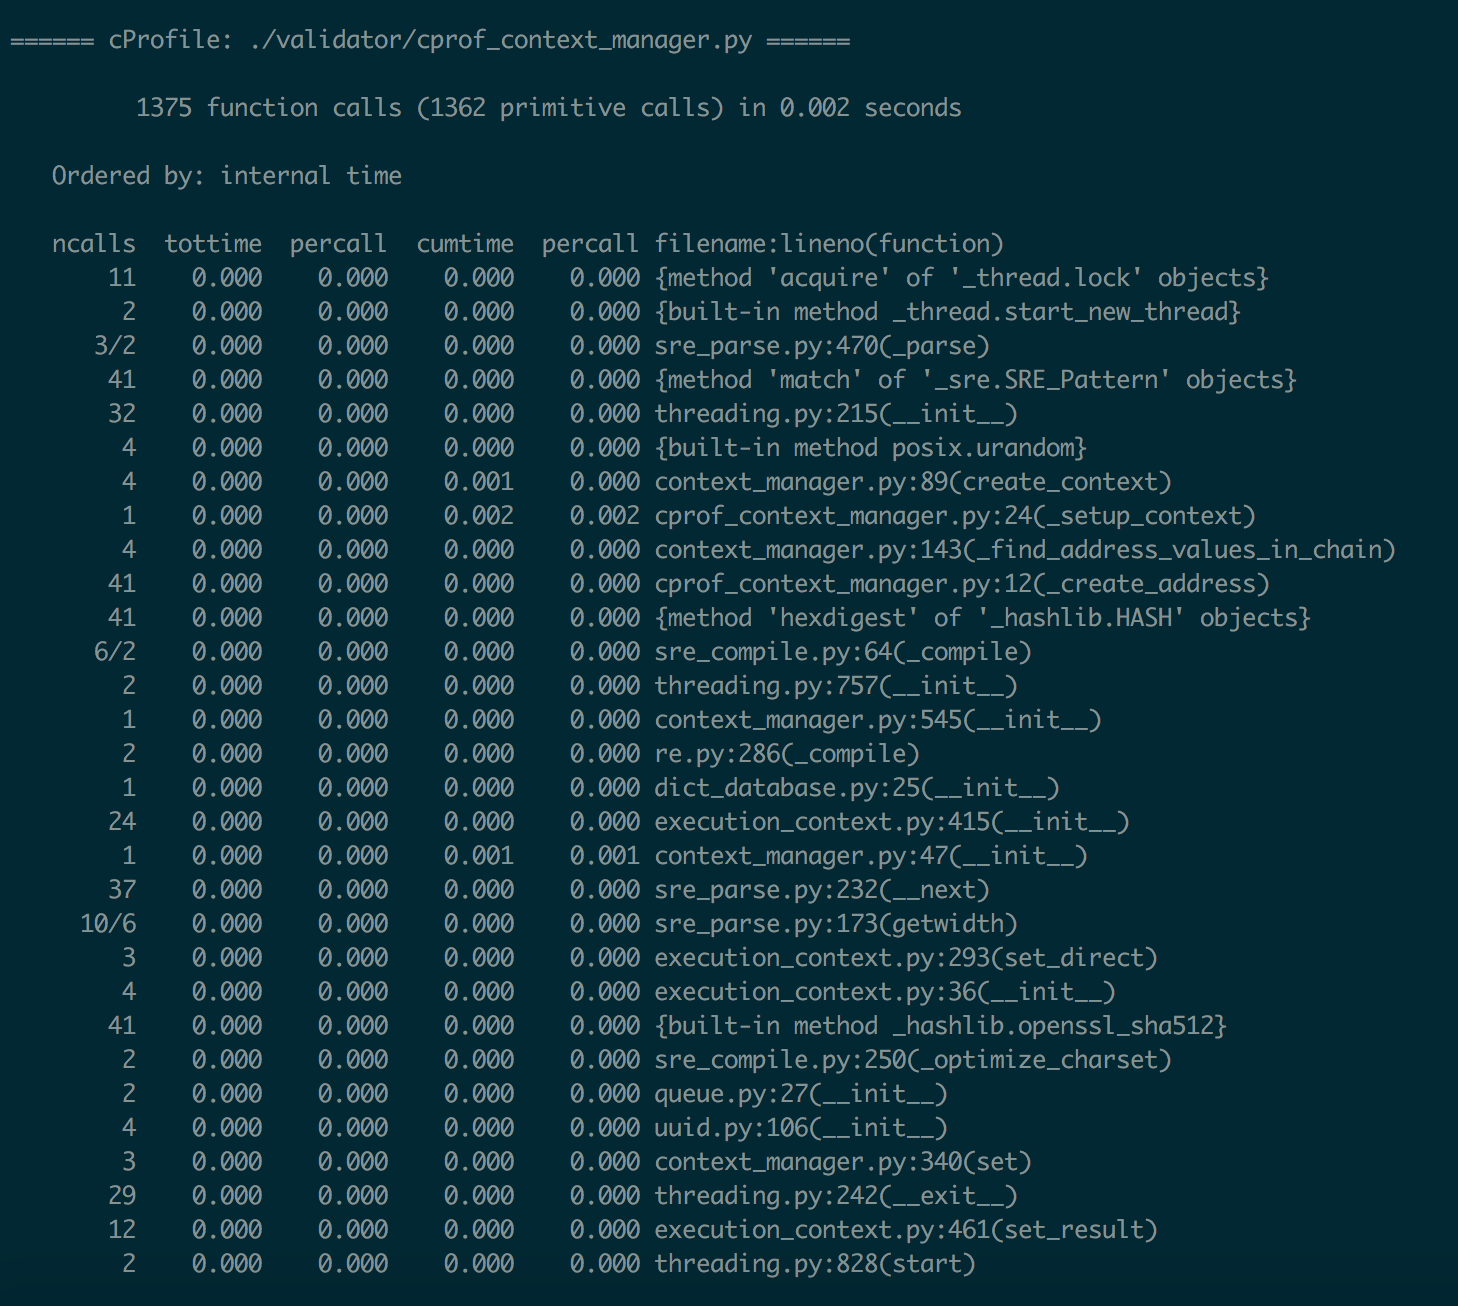 ====== cProfile: ./validator/cprof_context_manager.py ======
1375 function calls (1362 primitive calls) in 0.002 seconds
Ordered by: internal time
ncalls  tottime  percall  cumtime  percall filename:lineno(function)
11    0.000    0.000    0.000    0.000 {method 'acquire' of '_thread.lock' objects}
2    0.000    0.000    0.000    0.000 {built-in method _thread.start_new_thread}
3/2    0.000    0.000    0.000    0.000 sre_parse.py:470(_parse)
41    0.000    0.000    0.000    0.000 {method 'match' of '_sre.SRE_Pattern' objects}
32    0.000    0.000    0.000    0.000 threading.py:215(__init__)
4    0.000    0.000    0.000    0.000 {built-in method posix.urandom}
4    0.000    0.000    0.001    0.000 context_manager.py:89(create_context)
1    0.000    0.000    0.002    0.002 cprof_context_manager.py:24(_setup_context)
4    0.000    0.000    0.000    0.000 context_manager.py:143(_find_address_values_in_chain)
41    0.000    0.000    0.000    0.000 cprof_context_manager.py:12(_create_address)
41    0.000    0.000    0.000    0.000 {method 'hexdigest' of '_hashlib.HASH' objects}
6/2    0.000    0.000    0.000    0.000 sre_compile.py:64(_compile)
2    0.000    0.000    0.000    0.000 threading.py:757(__init__)
1    0.000    0.000    0.000    0.000 context_manager.py:545(__init__)
2    0.000    0.000    0.000    0.000 re.py:286(_compile)
1    0.000    0.000    0.000    0.000 dict_database.py:25(__init__)
24    0.000    0.000    0.000    0.000 execution_context.py:415(__init__)
1    0.000    0.000    0.001    0.001 context_manager.py:47(__init__)
37    0.000    0.000    0.000    0.000 sre_parse.py:232(__next)
10/6    0.000    0.000    0.000    0.000 sre_parse.py:173(getwidth)
3    0.000    0.000    0.000    0.000 execution_context.py:293(set_direct)
4    0.000    0.000    0.000    0.000 execution_context.py:36(__init__)
41    0.000    0.000    0.000    0.000 {built-in method _hashlib.openssl_sha512}
2    0.000    0.000    0.000    0.000 sre_compile.py:250(_optimize_charset)
2    0.000    0.000    0.000    0.000 queue.py:27(__init__)
4    0.000    0.000    0.000    0.000 uuid.py:106(__init__)
3    0.000    0.000    0.000    0.000 context_manager.py:340(set)
29    0.000    0.000    0.000    0.000 threading.py:242(__exit__)
12    0.000    0.000    0.000    0.000 execution_context.py:461(set_result)
2    0.000    0.000    0.000    0.000 threading.py:828(start)